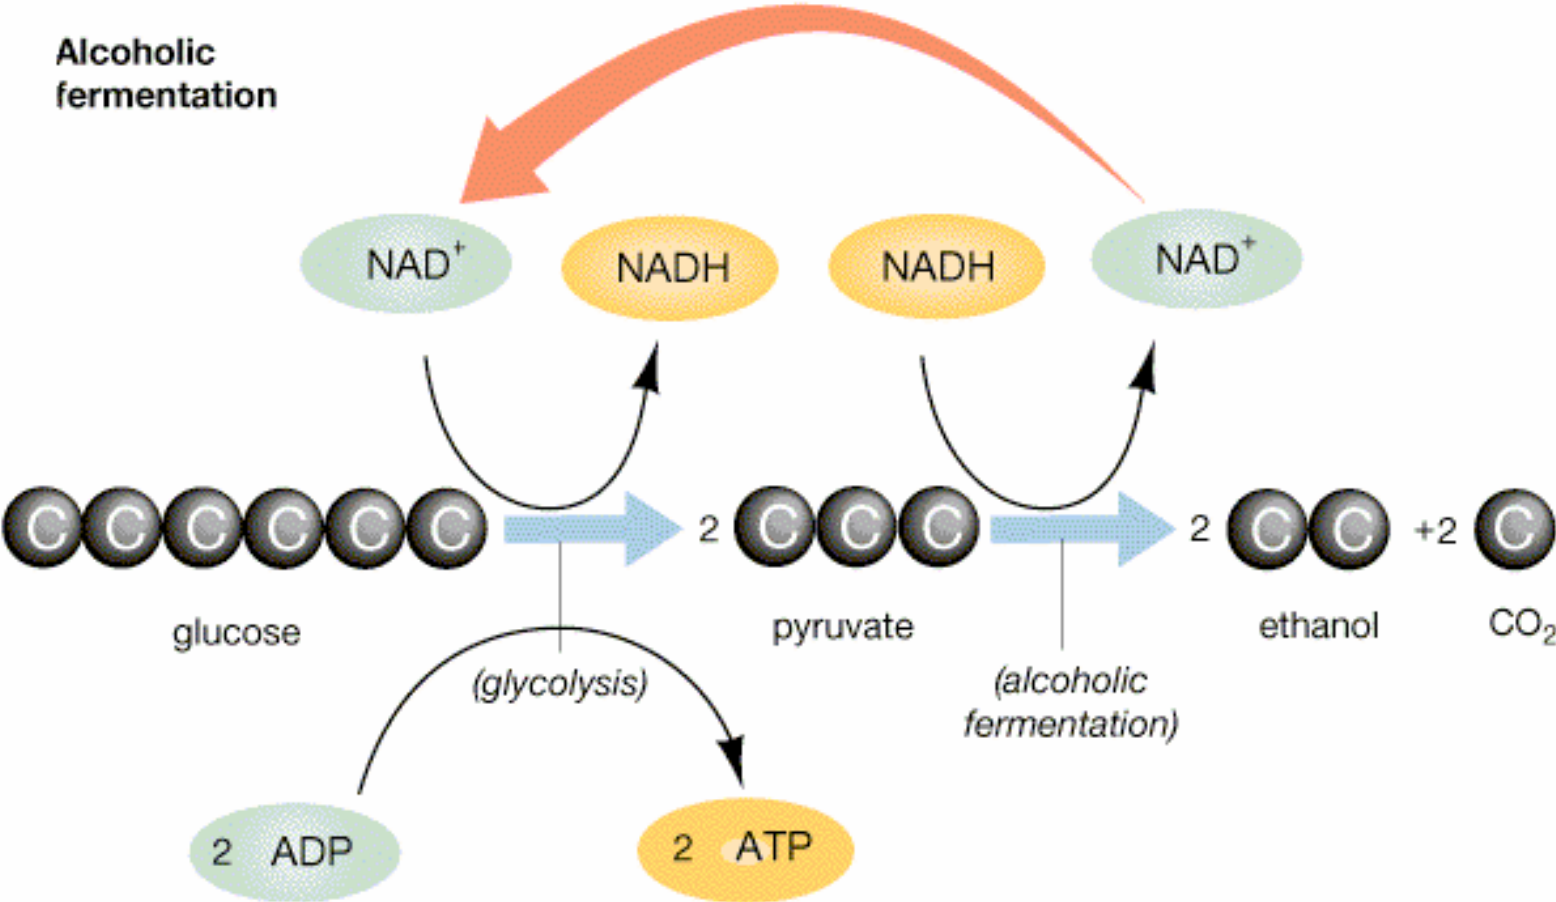 Alcoholic
fermentation
NAD⁺
NADH
NADH
NAD⁺
C C C C C C
2
C C C
2
C C
+2
C
glucose
pyruvate
ethanol
CO₂
(glycolysis)
(alcoholic
fermentation)
2 ADP
2 ATP